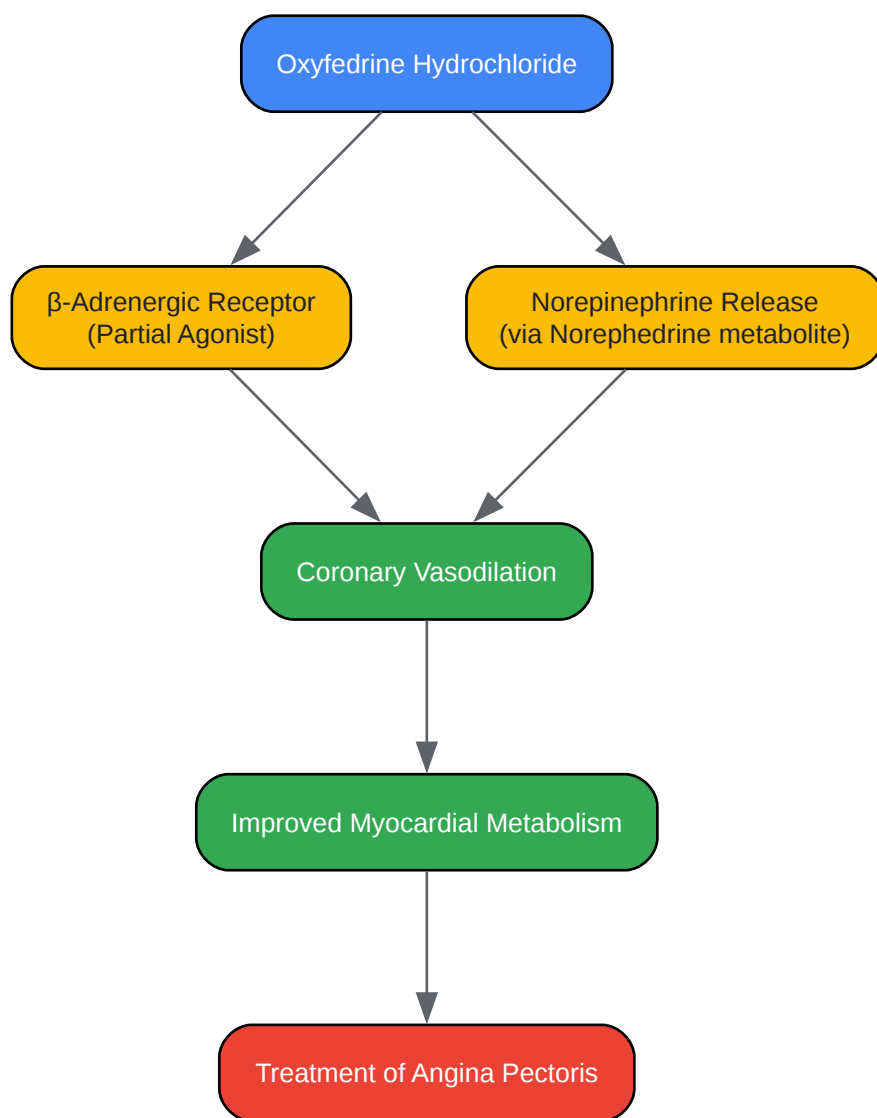 Oxyfedrine Hydrochloride
β-Adrenergic Receptor
(Partial Agonist)
Norepinephrine Release
(via Norephedrine metabolite)
Coronary Vasodilation
Improved Myocardial Metabolism
Treatment of Angina Pectoris